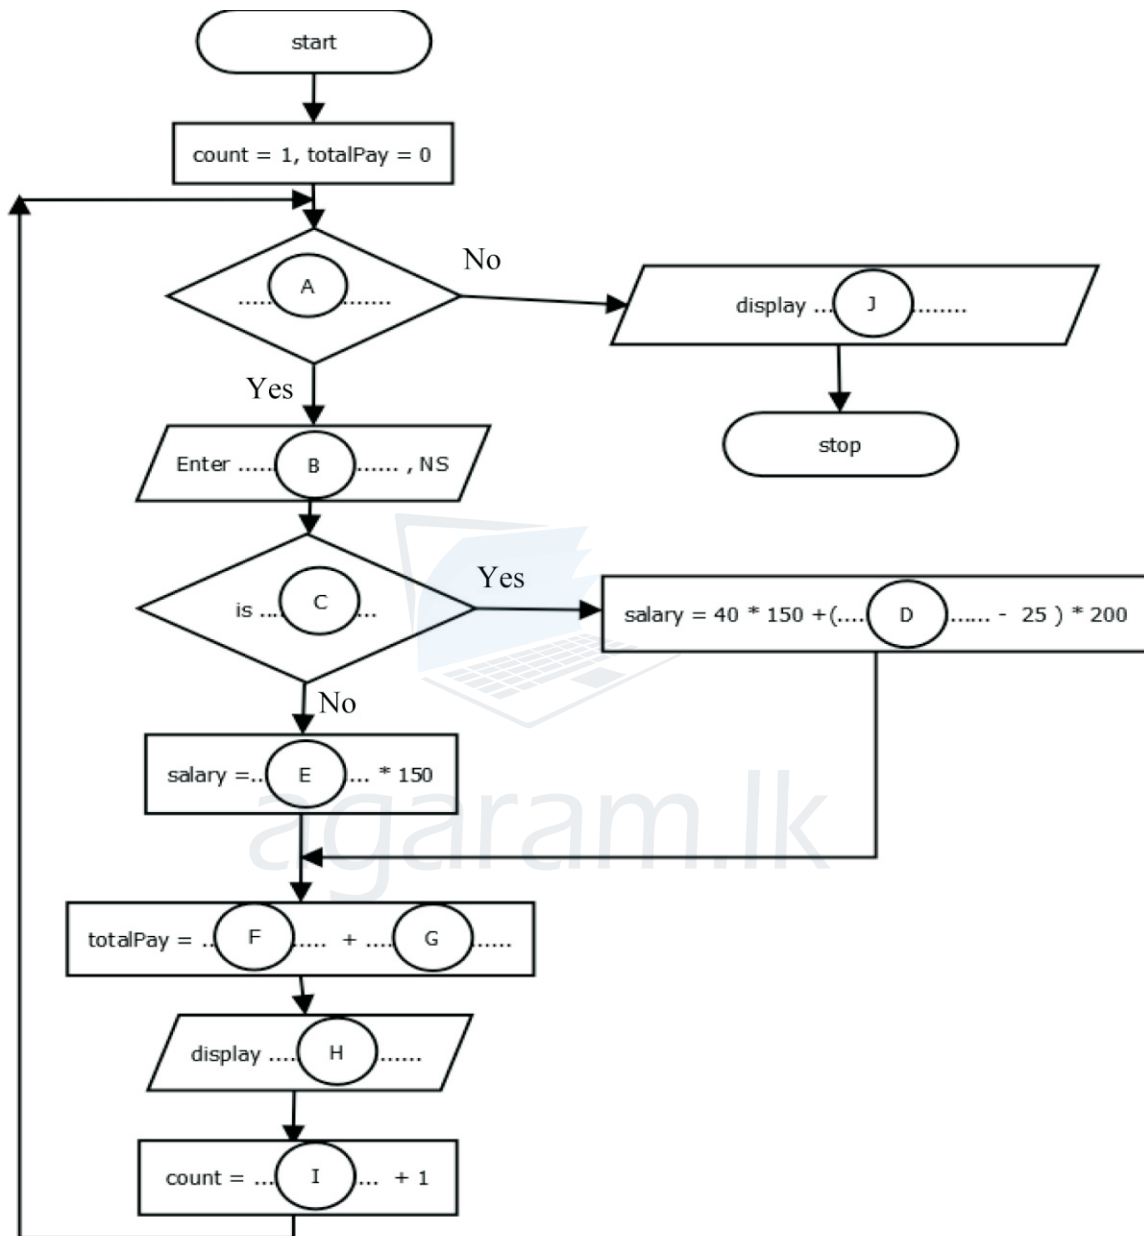 start
count = 1, totalPay = 0
..... A .......
No
display ... J ........
Yes
stop
Enter ..... B ...... , NS
is .... C ...
Yes
salary = 40 * 150 +(.... D ...... - 25 ) * 200
No
salary =.. E ... * 150
agaram.lk
totalPay = .. F ..... + .... G ......
display .... H ......
count = ... I ... + 1